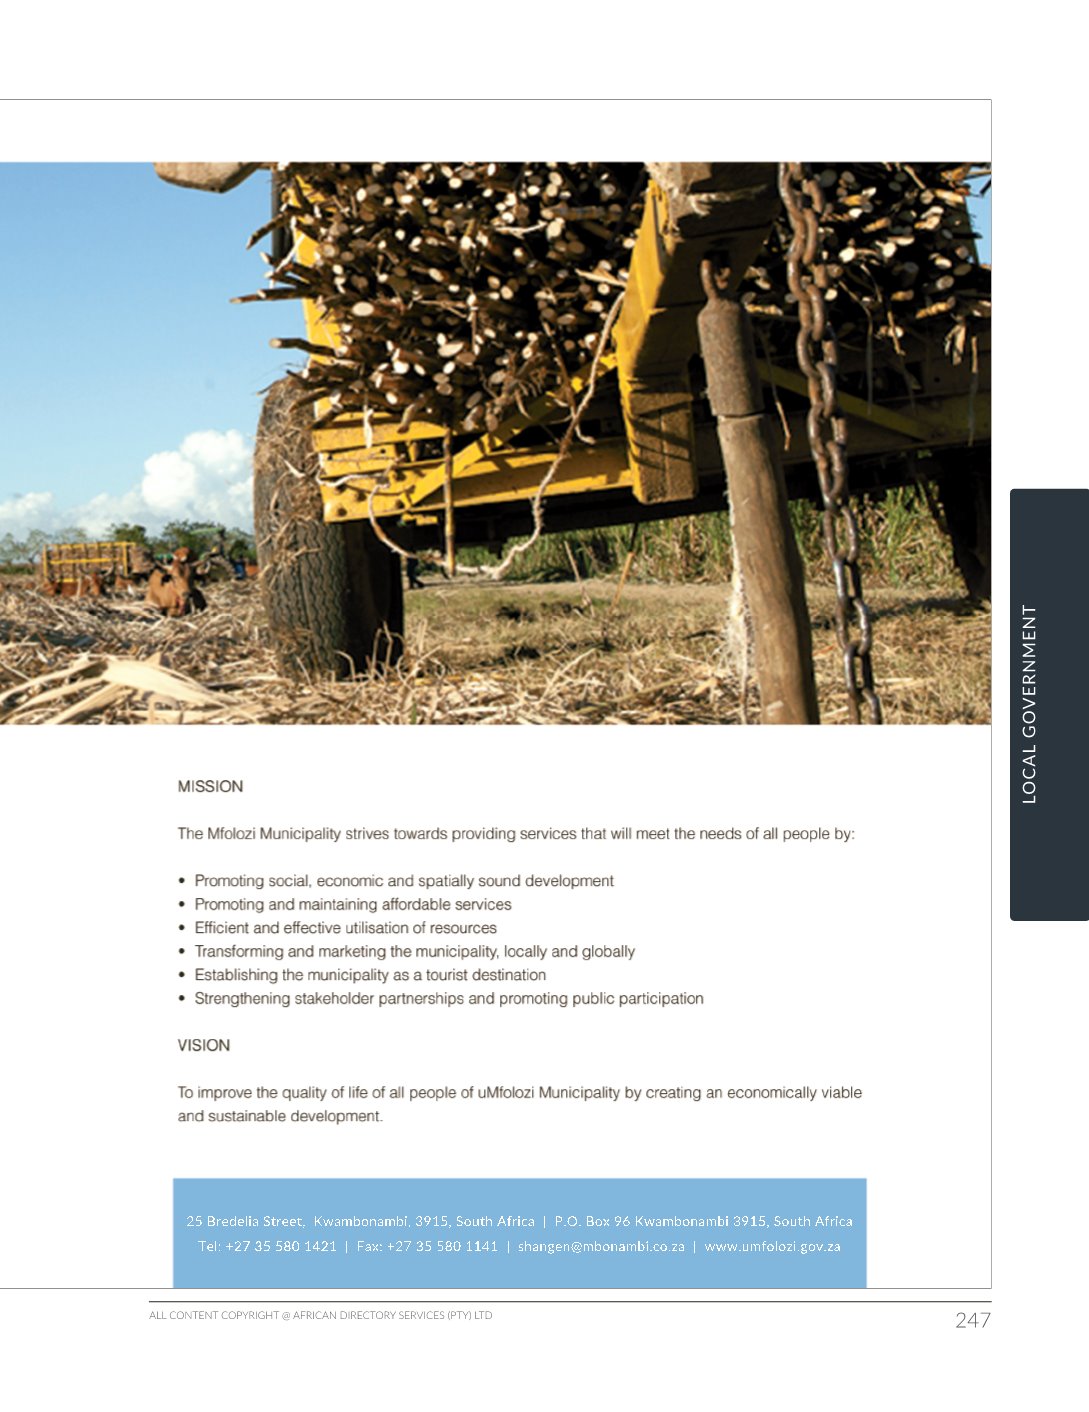 LOCAL GOVERNMENT
MISSION
The Mfolozi Municipality strives towards providing services that will meet the needs of all people by:
• Promoting social, economic and spatially sound development
• Promoting and maintaining affordable services
• Efficient and effective utilisation of resources
• Transforming and marketing the municipality, locally and globally
• Establishing the municipality as a tourist destination
• Strengthening stakeholder partnerships and promoting public participation
VISION
To improve the quality of life of all people of uMfolozi Municipality by creating an economically viable
and sustainable development.
25 Bredelia Street, Kwambonambi, 3915, South Africa | P.O. Box 96 Kwambonambi 3915, South Africa
Tel: +27 35 580 1421 | Fax: +27 35 580 1141 | shangen@mbonambi.co.za | www.umfolozi.gov.za
ALL CONTENT COPYRIGHT @ AFRICAN DIRECTORY SERVICES (PTY) LTD
247